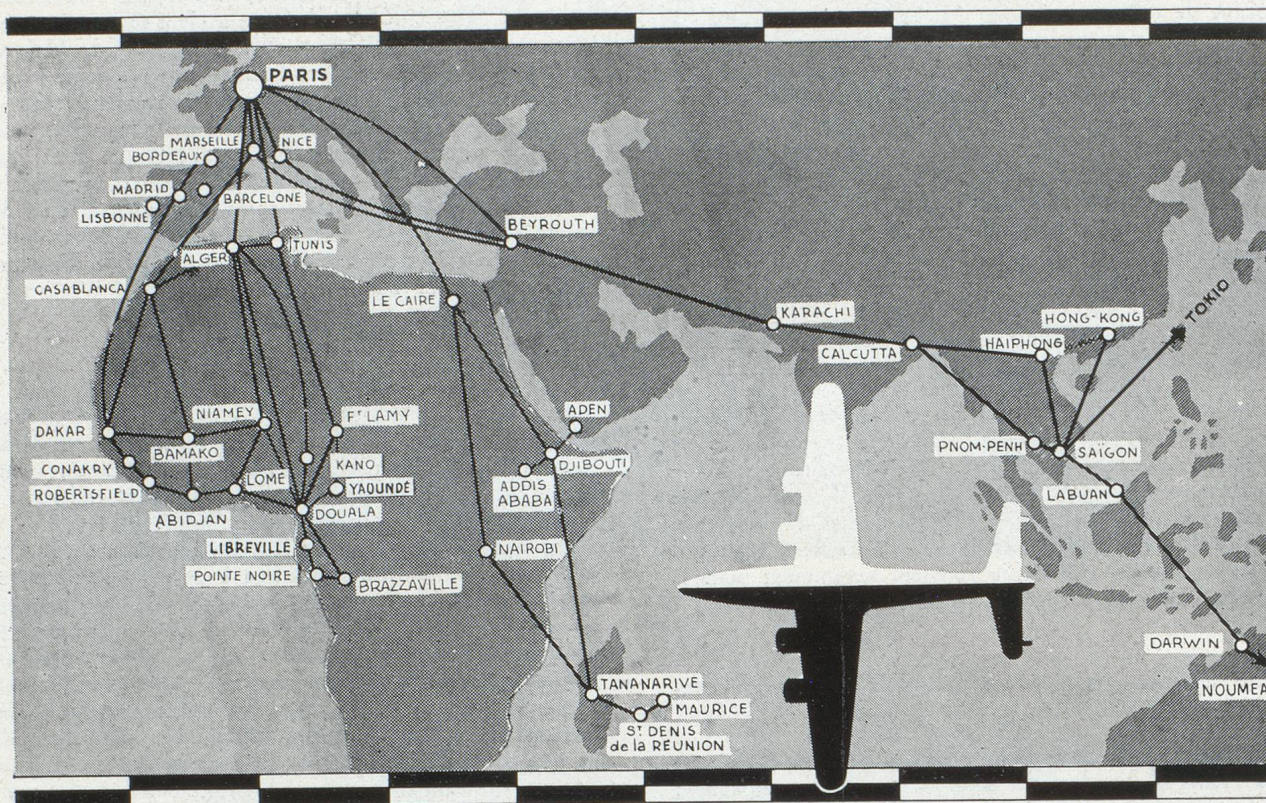 PARIS
MARSEILLE
NICE
BORDEAUX
MADRID
BARCELONE
LISBONNE
BEYROUTH
ALGER
TUNIS
CASABLANCA
LE CAIRE
KARACHI
TOKIO
HONG-KONG
CALCUTTA
HAIPHONG
NIAMEY
FT LAMY
ADEN
DAKAR
BAMAKO
PNOM-PENH
SAÏGON
CONAKRY
KANO
DJIBOUTI
ROBERTSFIELD
LOMÉ
YAOUNDÉ
ADDIS
ABABA
LABUAN
ABIDJAN
DOUALA
LIBREVILLE
NAIROBI
POINTE NOIRE
BRAZZAVILLE
DARWIN
TANANARIVE
NOUMEA
MAURICE
ST DENIS
de la RÉUNION